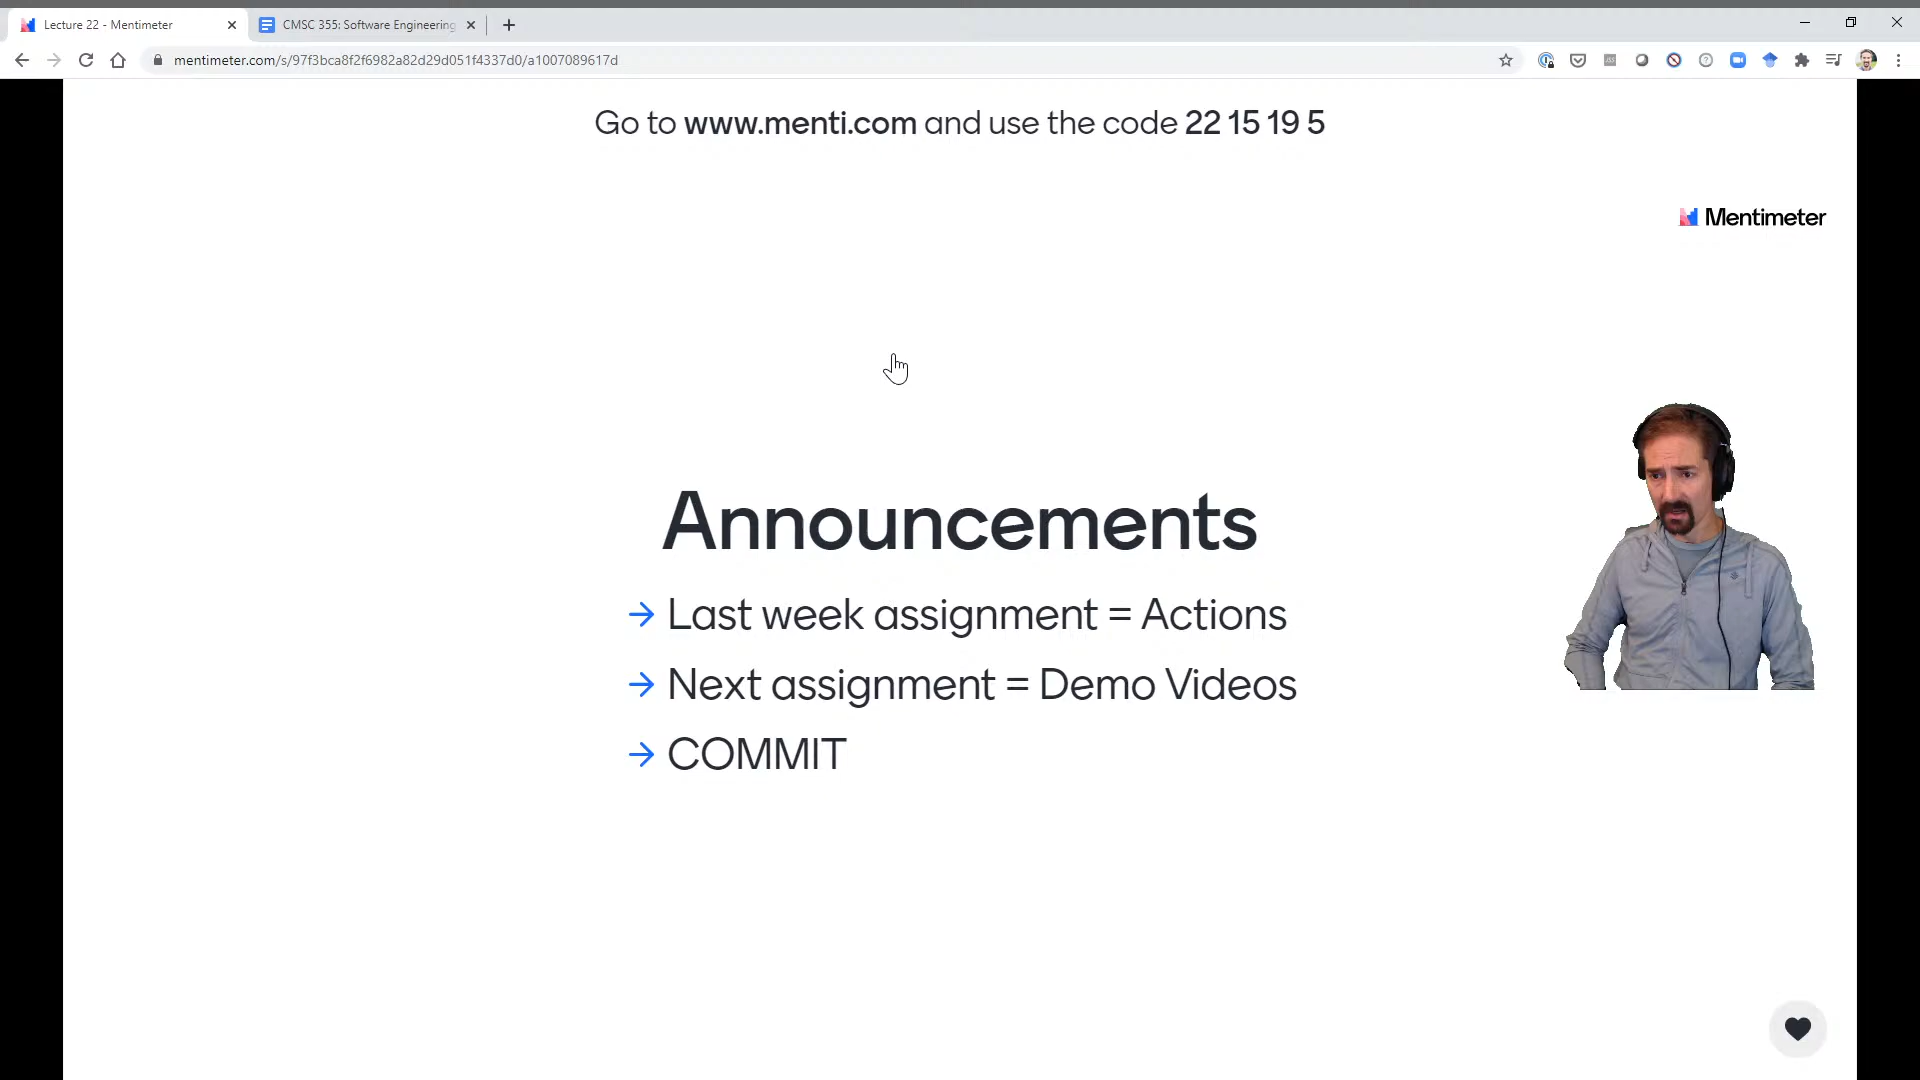 Lecture 22 - Mentimeter
CMSC 355: Software Engineering
mentimeter.com/s/97f3bca8f2f6982a82d29d051f4337d0/a1007089617d
Go to www.menti.com and use the code 22 15 19 5
Mentimeter
Announcements
→ Last week assignment = Actions
→ Next assignment = Demo Videos
→ COMMIT